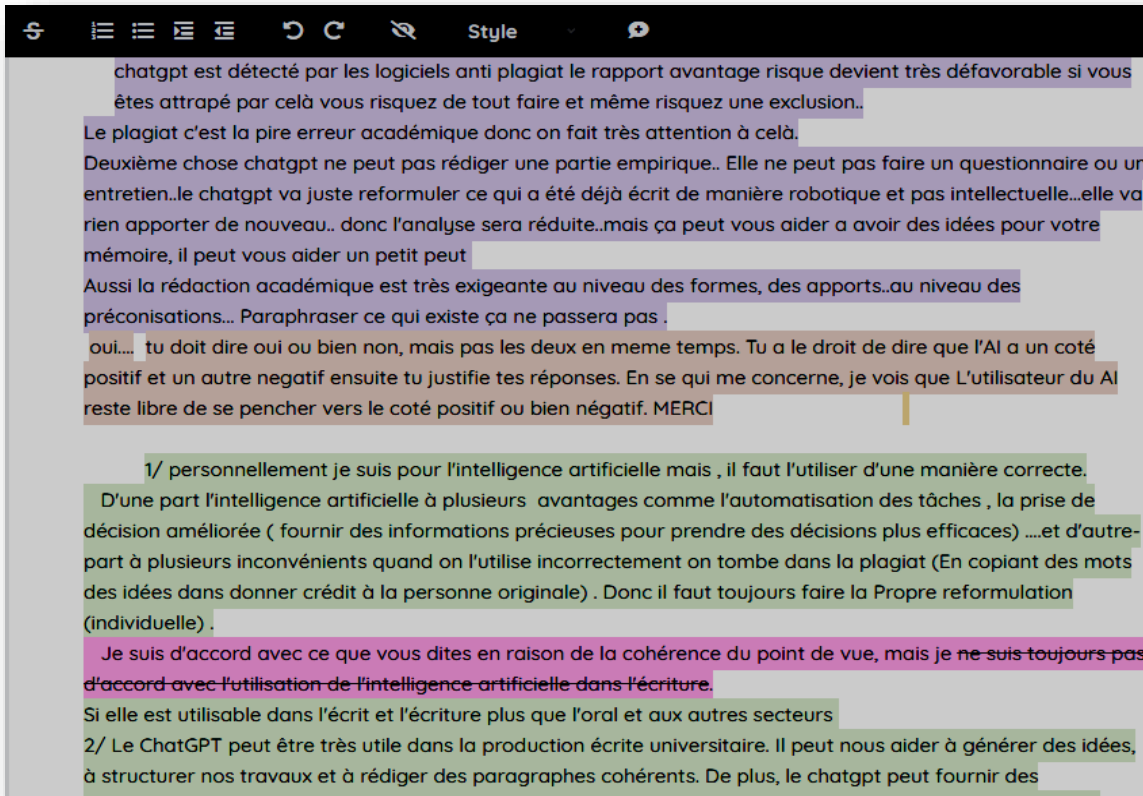 Style
chatgpt est détecté par les logiciels anti plagiat le rapport avantage risque devient très défavorable si vous
êtes attrapé par celà vous risquez de tout faire et même risquez une exclusion..
Le plagiat c'est la pire erreur académique donc on fait très attention à celà.
Deuxième chose chatgpt ne peut pas rédiger une partie empirique.. Elle ne peut pas faire un questionnaire ou un
entretien..le chatgpt va juste reformuler ce qui a été déjà écrit de manière robotique et pas intellectuelle...elle va
rien apporter de nouveau.. donc l'analyse sera réduite..mais ça peut vous aider a avoir des idées pour votre
mémoire, il peut vous aider un petit peut
Aussi la rédaction académique est très exigeante au niveau des formes, des apports..au niveau des
préconisations... Paraphraser ce qui existe ça ne passera pas .
oui.... tu doit dire oui ou bien non, mais pas les deux en meme temps. Tu a le droit de dire que l'AI a un coté
positif et un autre negatif ensuite tu justifie tes réponses. En se qui me concerne, je vois que L'utilisateur du AI
reste libre de se pencher vers le coté positif ou bien négatif. MERCI
1/ personnellement je suis pour l'intelligence artificielle mais , il faut l'utiliser d'une manière correcte.
D'une part l'intelligence artificielle à plusieurs avantages comme l'automatisation des tâches , la prise de
décision améliorée ( fournir des informations précieuses pour prendre des décisions plus efficaces) ....et d'autre-
part à plusieurs inconvénients quand on l'utilise incorrectement on tombe dans la plagiat (En copiant des mots
des idées dans donner crédit à la personne originale) . Donc il faut toujours faire la Propre reformulation
(individuelle) .
Je suis d'accord avec ce que vous dites en raison de la cohérence du point de vue, mais je ne suis toujours pas
d'accord avec l'utilisation de l'intelligence artificielle dans l'écriture.
Si elle est utilisable dans l'écrit et l'écriture plus que l'oral et aux autres secteurs
2/ Le ChatGPT peut être très utile dans la production écrite universitaire. Il peut nous aider à générer des idées,
à structurer nos travaux et à rédiger des paragraphes cohérents. De plus, le chatgpt peut fournir des